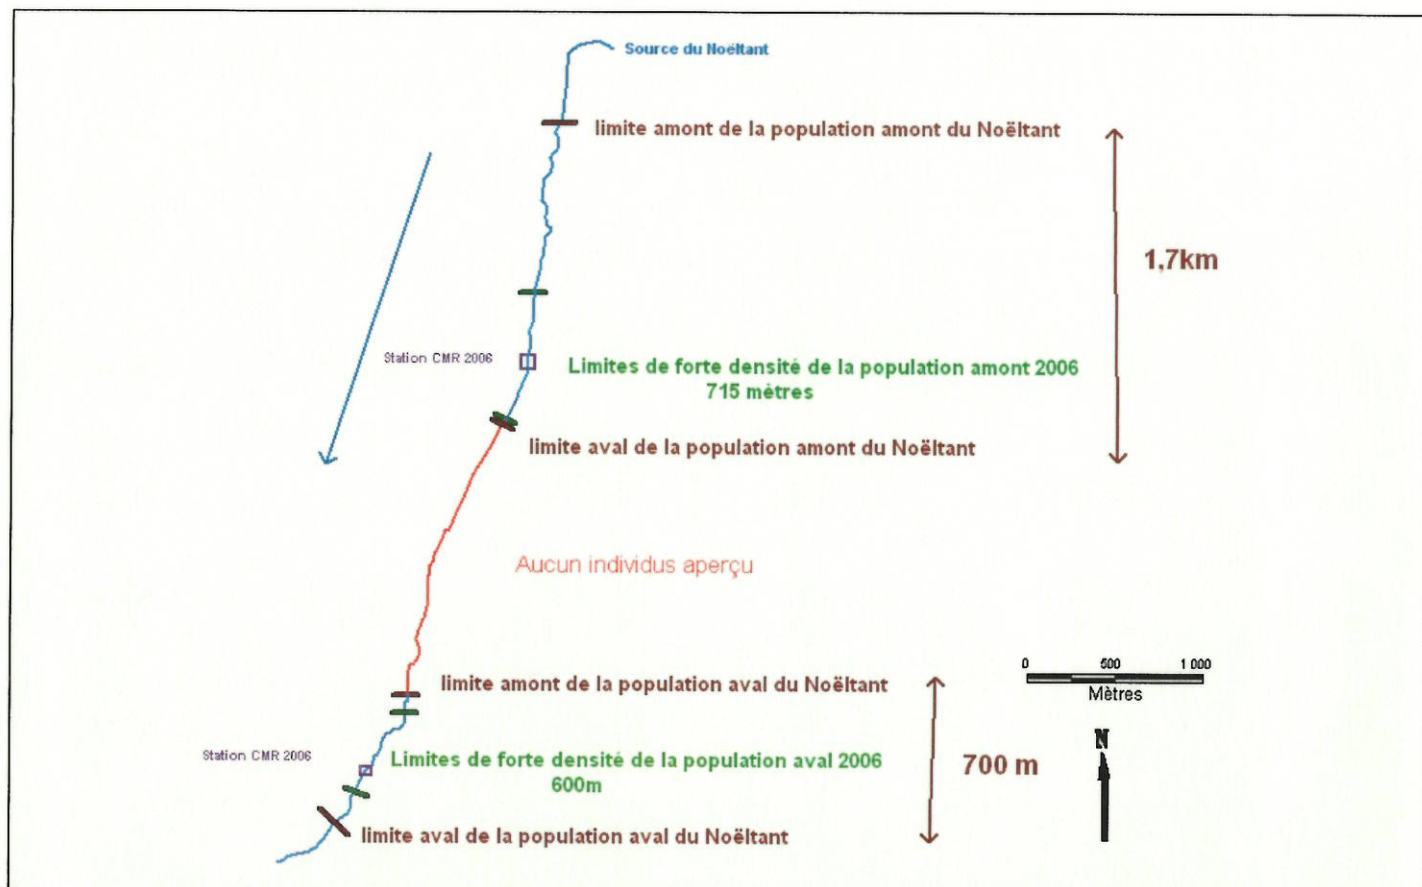 Source du Noëltant
limite amont de la population amont du Noëltant
1,7km
Station CMR 2006
Limites de forte densité de la population amont 2006
715 mètres
limite aval de la population amont du Noëltant
Aucun individus aperçu
0 500 1 000
Mètres
limite amont de la population aval du Noëltant
N
Station CMR 2006
Limites de forte densité de la population aval 2006
600m
700 m
limite aval de la population aval du Noëltant